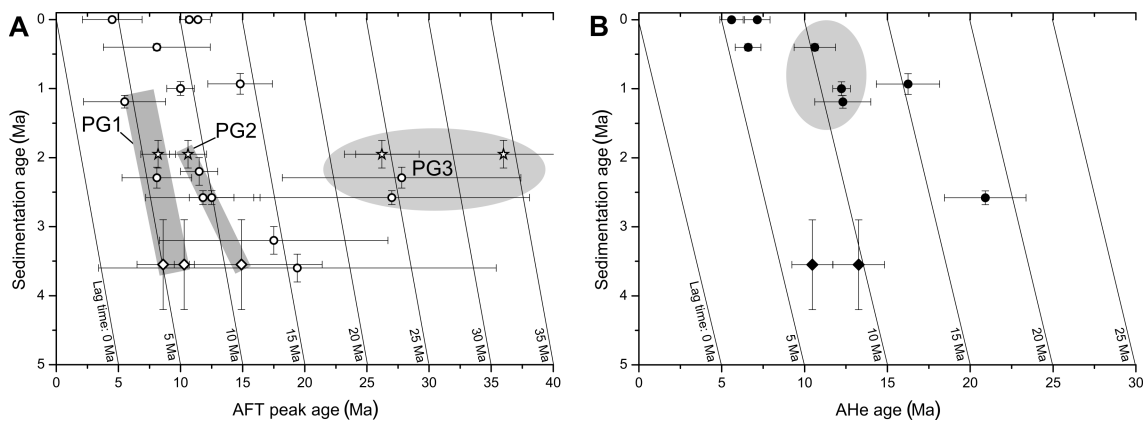 A
Sedimentation age (Ma)
0
1
2
3
4
5
PG1
PG2
PG3
Lag time: 0 Ma
5 Ma
10 Ma
15 Ma
20 Ma
25 Ma
30 Ma
35 Ma
0 5 10 15 20 25 30 35 40
AFT peak age (Ma)
B
Sedimentation age (Ma)
0
1
2
3
4
5
Lag time: 0 Ma
5 Ma
10 Ma
15 Ma
20 Ma
25 Ma
0 5 10 15 20 25 30
AHe age (Ma)